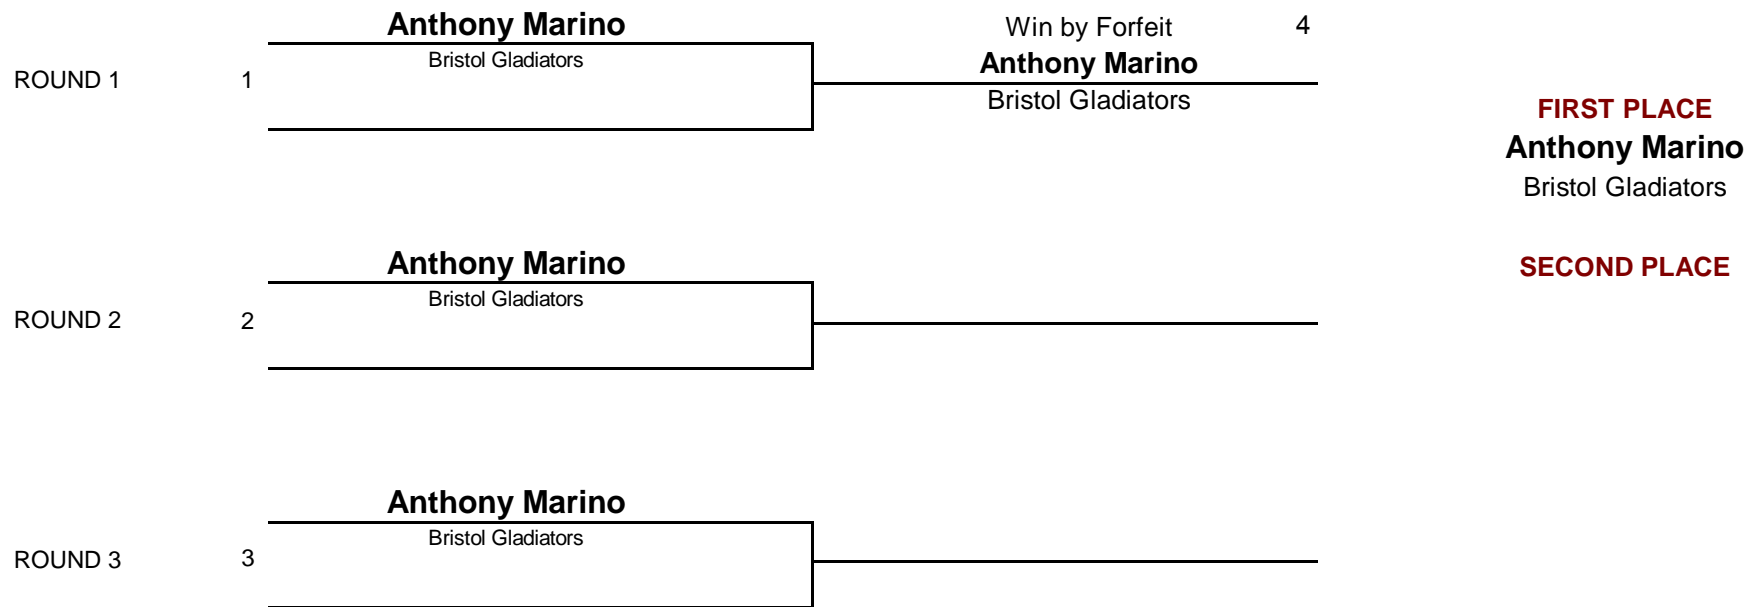 Anthony Marino
Win by Forfeit 4
Bristol Gladiators
Anthony Marino
ROUND 1 1
Bristol Gladiators
FIRST PLACE
Anthony Marino
Bristol Gladiators
Anthony Marino
SECOND PLACE
Bristol Gladiators
ROUND 2 2
Anthony Marino
Bristol Gladiators
ROUND 3 3